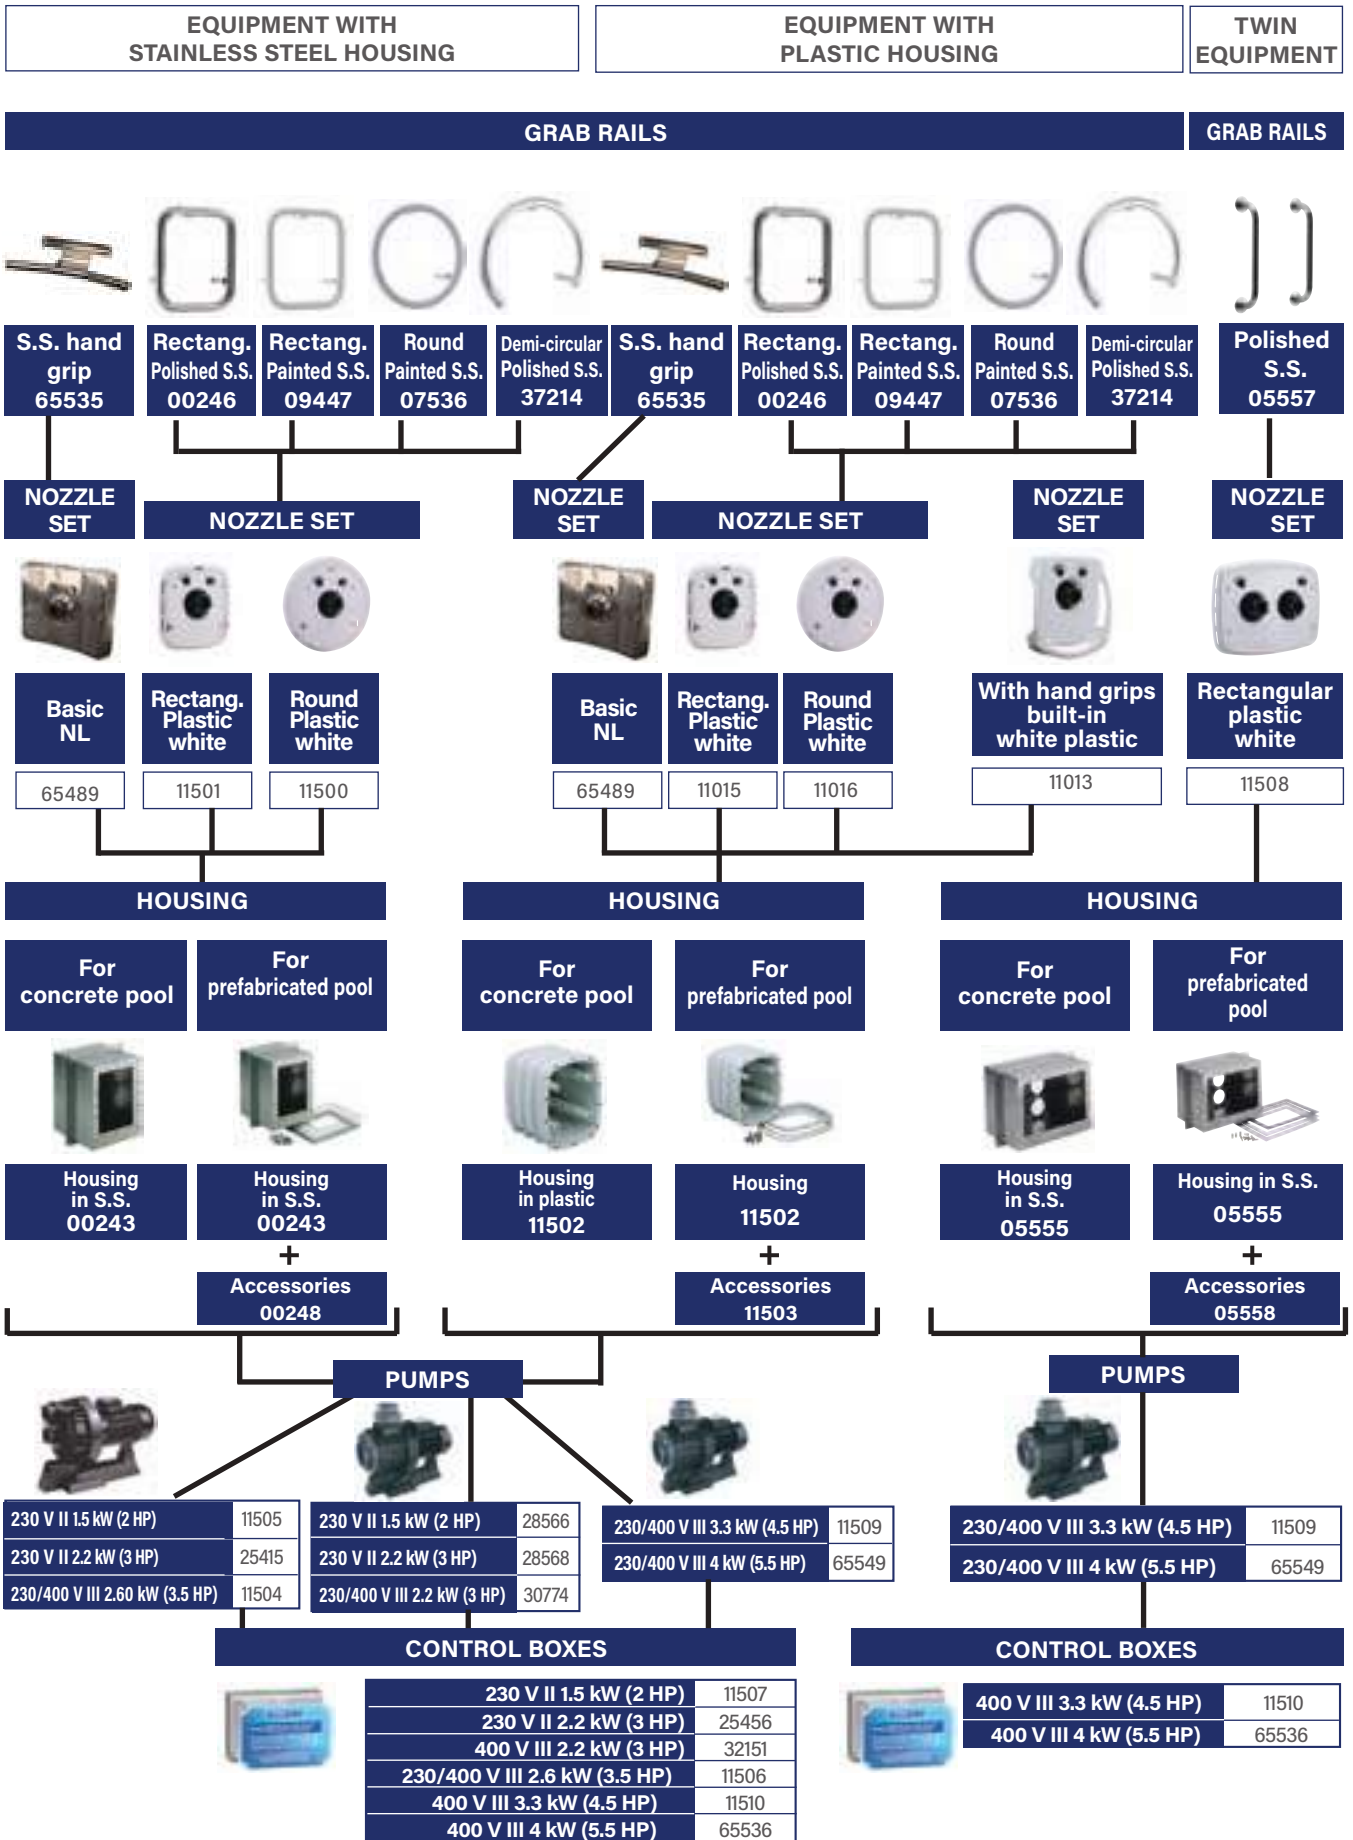 EQUIPMENT WITH
STAINLESS STEEL HOUSING
EQUIPMENT WITH
PLASTIC HOUSING
TWIN
EQUIPMENT
GRAB RAILS
GRAB RAILS
S.S. hand
grip
65535
Rectang.
Polished S.S.
00246
Rectang.
Painted S.S.
09447
Round
Painted S.S.
07536
Demi-circular
Polished S.S.
37214
S.S. hand
grip
65535
Rectang.
Polished S.S.
00246
Rectang.
Painted S.S.
09447
Round
Painted S.S.
07536
Demi-circular
Polished S.S.
37214
Polished
S.S.
05557
NOZZLE
SET
NOZZLE SET
NOZZLE
SET
NOZZLE SET
NOZZLE
SET
NOZZLE
SET
Basic
NL
65489
Rectang.
Plastic
white
11501
Round
Plastic
white
11500
Basic
NL
65489
Rectang.
Plastic
white
11015
Round
Plastic
white
11016
With hand grips
built-in
white plastic
11013
Rectangular
plastic
white
11508
HOUSING
HOUSING
HOUSING
For
concrete pool
For
prefabricated pool
For
concrete pool
For
prefabricated pool
For
concrete pool
For
prefabricated
pool
Housing
in S.S.
00243
Housing
in S.S.
00243
+
Accessories
00248
Housing
in plastic
11502
Housing
11502
+
Accessories
11503
Housing
in S.S.
05555
Housing in S.S.
05555
+
Accessories
05558
PUMPS
PUMPS
230 V II 1.5 kW (2 HP) 11505
230 V II 2.2 kW (3 HP) 25415
230/400 V III 2.60 kW (3.5 HP) 11504
230 V II 1.5 kW (2 HP) 28566
230 V II 2.2 kW (3 HP) 28568
230/400 V III 2.2 kW (3 HP) 30774
230/400 V III 3.3 kW (4.5 HP) 11509
230/400 V III 4 kW (5.5 HP) 65549
230/400 V III 3.3 kW (4.5 HP) 11509
230/400 V III 4 kW (5.5 HP) 65549
CONTROL BOXES
230 V II 1.5 kW (2 HP) 11507
230 V II 2.2 kW (3 HP) 25456
400 V III 2.2 kW (3 HP) 32151
230/400 V III 2.6 kW (3.5 HP) 11506
400 V III 3.3 kW (4.5 HP) 11510
400 V III 4 kW (5.5 HP) 65536
CONTROL BOXES
400 V III 3.3 kW (4.5 HP) 11510
400 V III 4 kW (5.5 HP) 65536